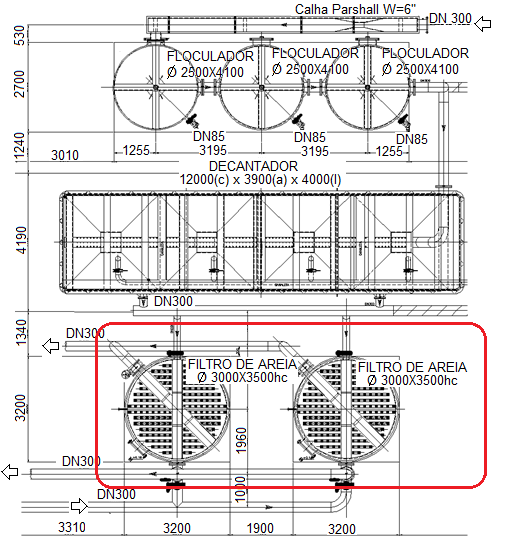 Calha Parshall W=6"
DN 300
530
FLOCULADOR
Ø 2500X4100
FLOCULADOR
Ø 2500X4100
FLOCULADOR
Ø 2500X4100
2700
DN85
DN85
DN85
1240
3010
1255
3195
3195
1255
DECANTADOR
12000(c) x 3900(a) x 4000(l)
4190
DN300
1340
DN300
FILTRO DE AREIA
Ø 3000X3500hc
FILTRO DE AREIA
Ø 3000X3500hc
3200
1960
DN300
1000
DN300
3310
3200
1900
3200